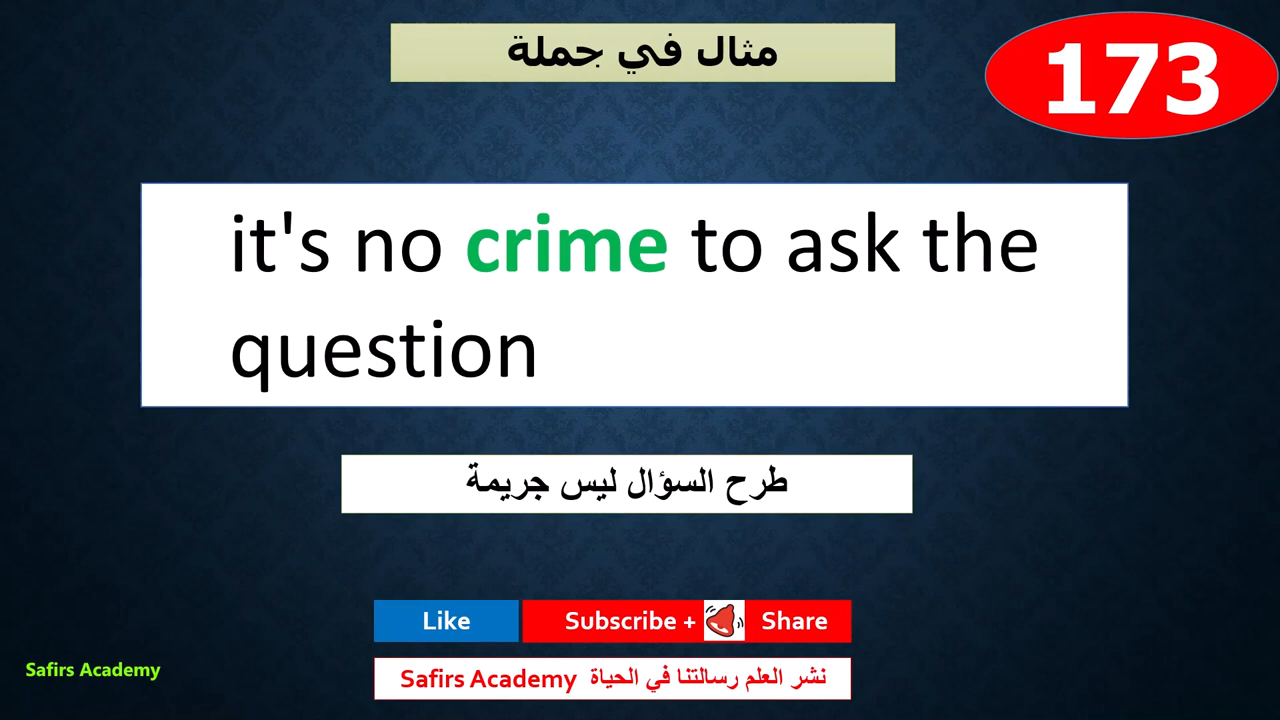 مثال في جملة
173
it's no crime to ask the
question
طرح السؤال ليس جريمة
Like Subscribe + Share
Safirs Academy
Safirs Academy نشر العلم رسالتنا في الحياة